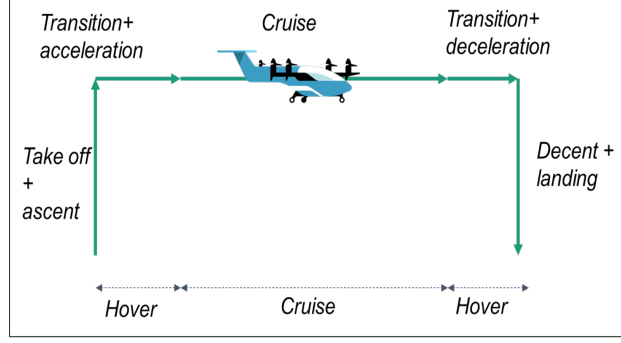 Transition+
acceleration
Cruise
Transition+
deceleration
Take off
+
ascent
Decent +
landing
Hover
Cruise
Hover